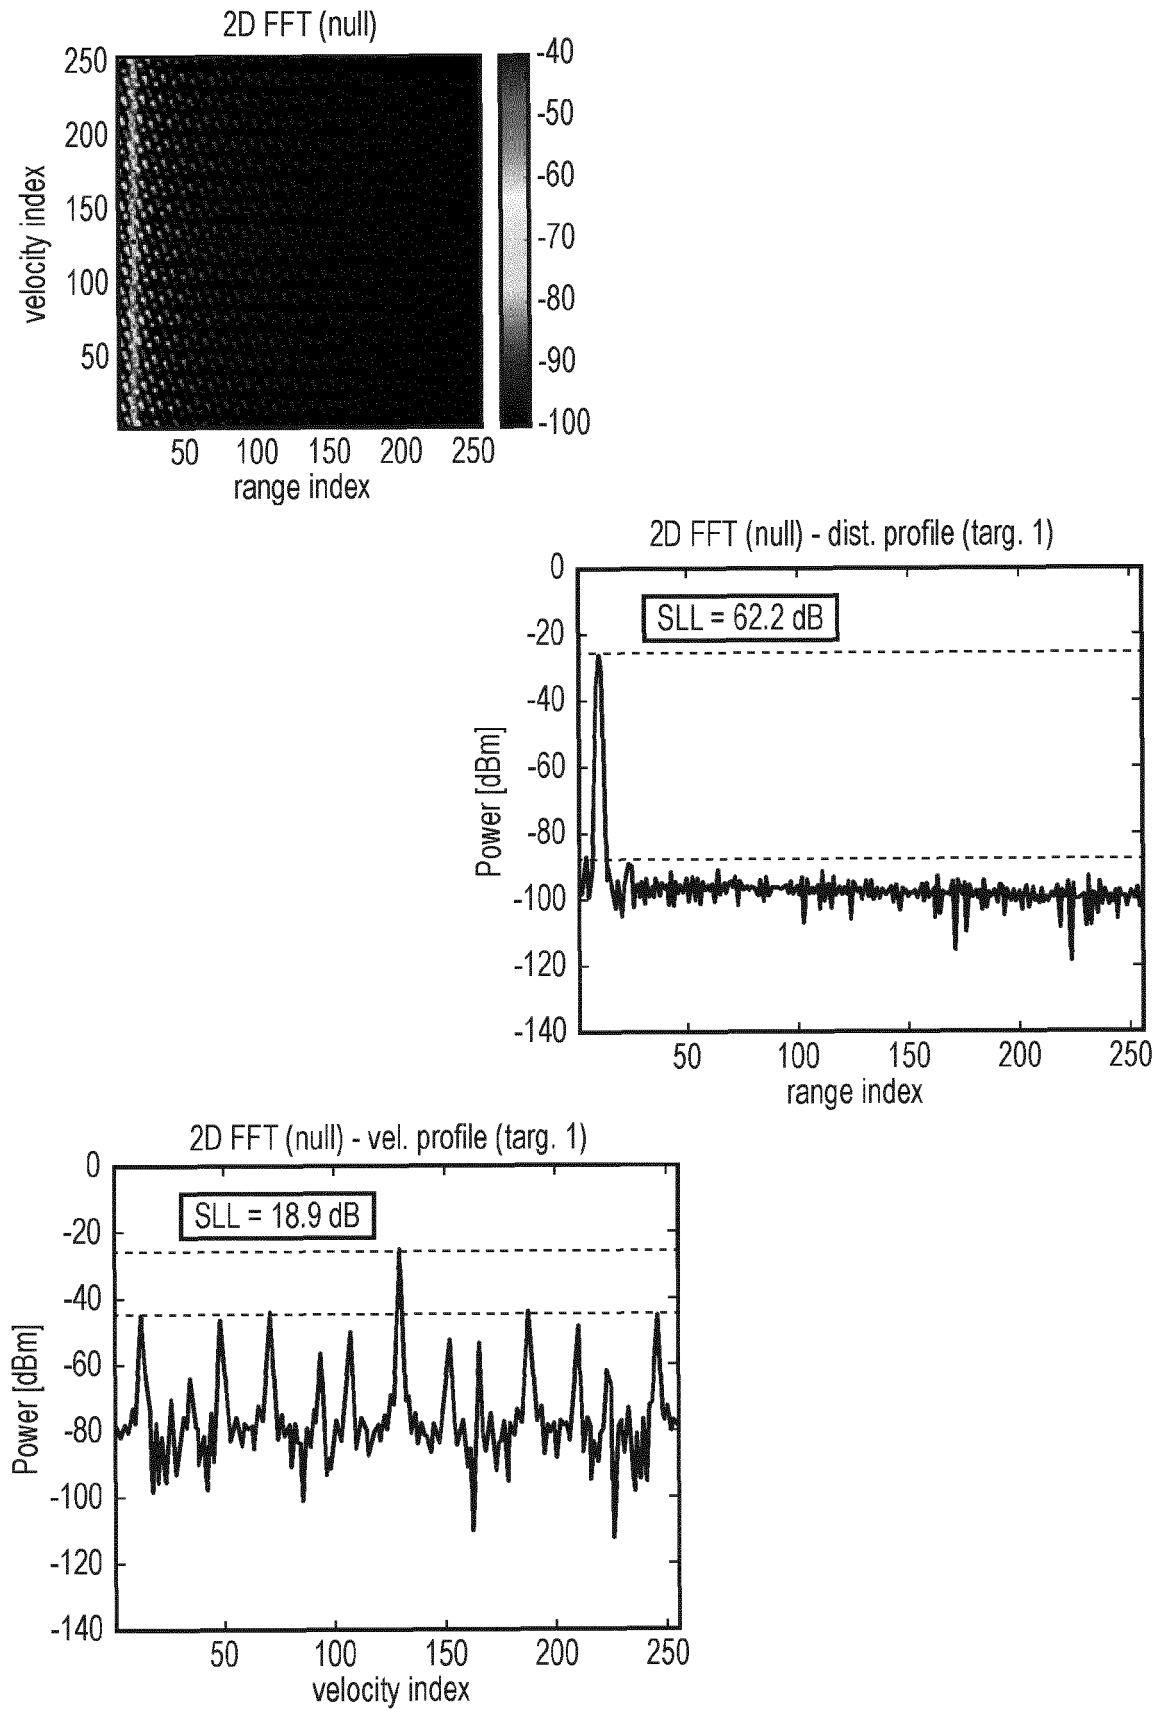 2D FFT (null)
250
200
150
100
50
velocity index
50 100 150 200 250
range index
-40
-50
-60
-70
-80
-90
-100
2D FFT (null) - dist. profile (targ. 1)
SLL = 62.2 dB
0
-20
-40
-60
-80
-100
-120
-140
Power [dBm]
50 100 150 200 250
range index
2D FFT (null) - vel. profile (targ. 1)
SLL = 18.9 dB
0
-20
-40
-60
-80
-100
-120
-140
Power [dBm]
50 100 150 200 250
velocity index